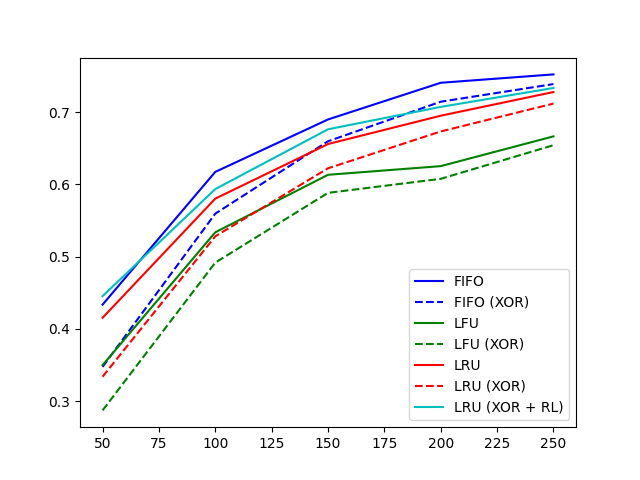 0.7
0.6
0.5
0.4
0.3
50 75 100 125 150 175 200 225 250
FIFO
FIFO (XOR)
LFU
LFU (XOR)
LRU
LRU (XOR)
LRU (XOR + RL)